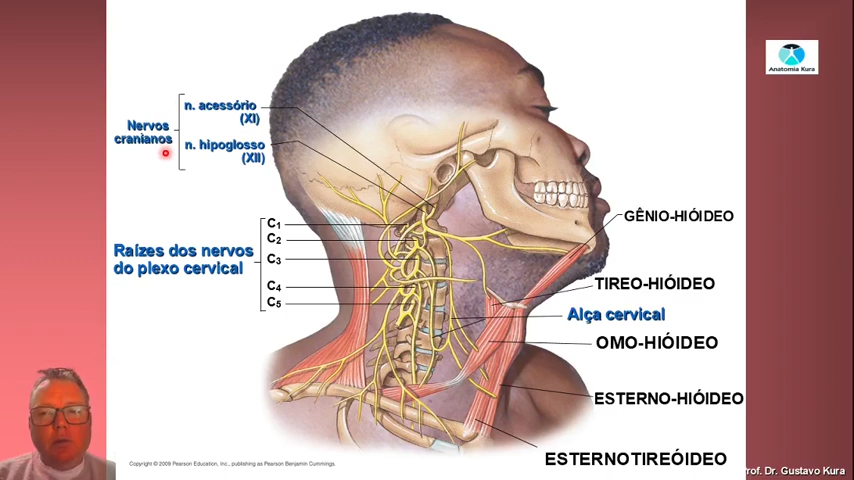 Anatomia Kura
n. acessório
(XI)
Nervos
cranianos
n. hipoglosso
(XII)
C1
C2
C3
C4
C5
Raízes dos nervos
do plexo cervical
GÊNIO-HIÓIDEO
TIREO-HIÓIDEO
Alça cervical
OMO-HIÓIDEO
ESTERNO-HIÓIDEO
ESTERNOTIREÓIDEO
Copyright © 2009 Pearson Education, Inc., publishing as Pearson Benjamin Cummings.
rof. Dr. Gustavo Kura